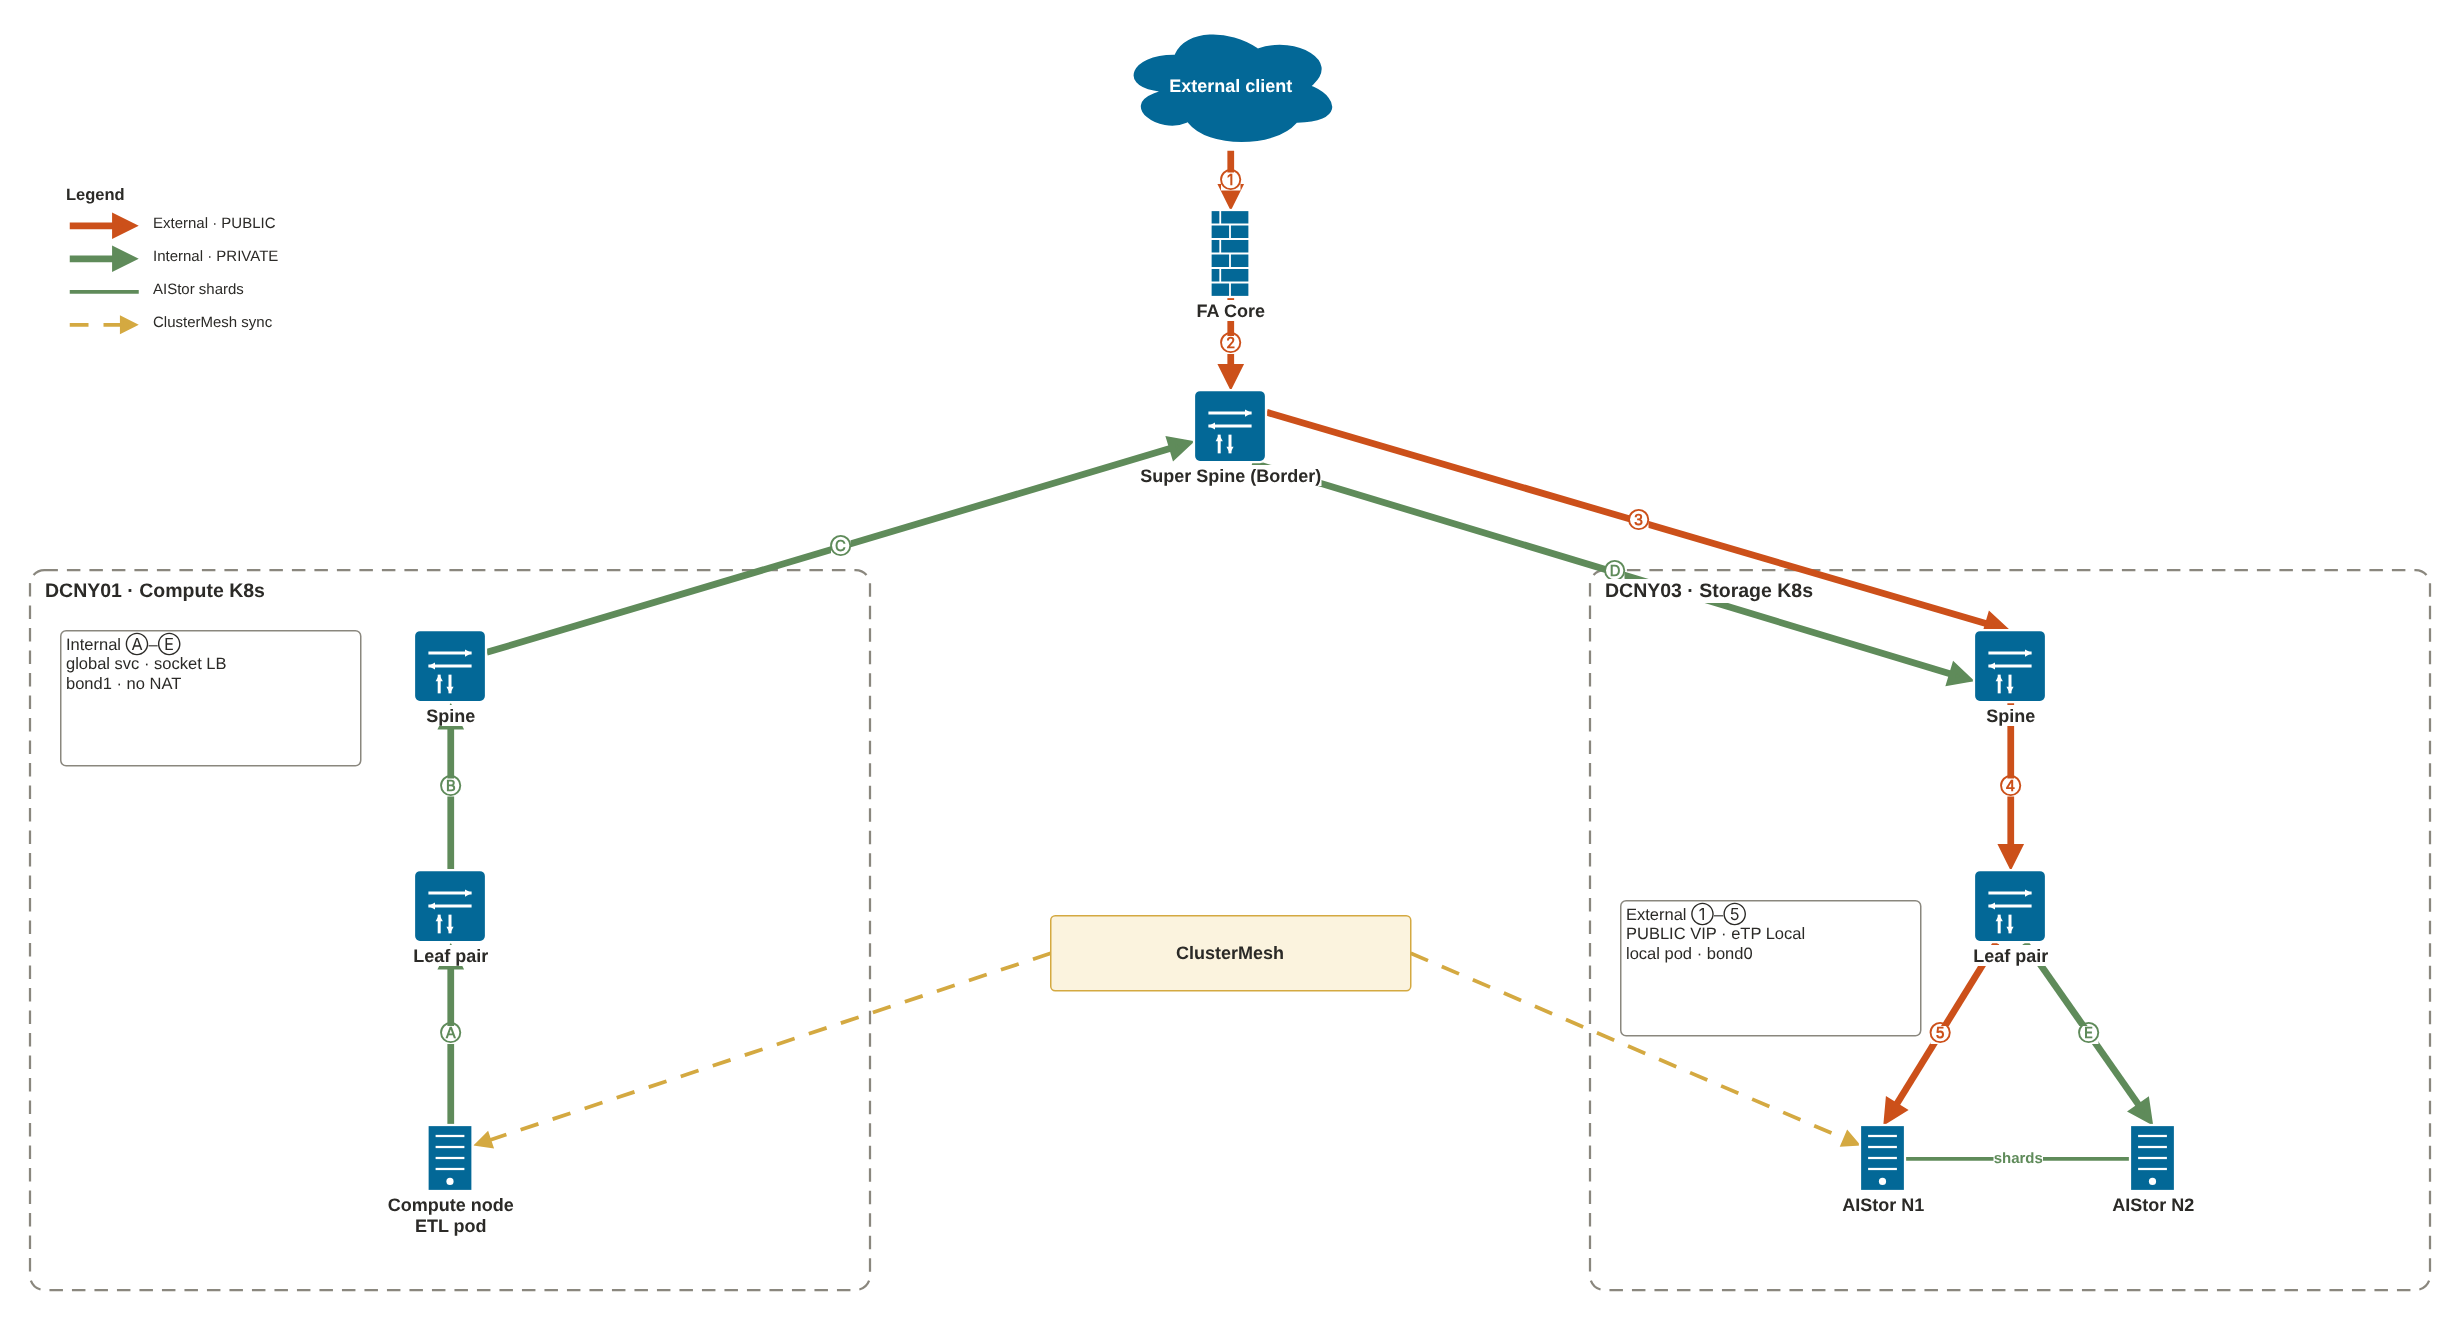 External client
①
Legend
External · PUBLIC
Internal · PRIVATE
AIStor shards
ClusterMesh sync
FA Core
②
Super Spine (Border)
③
Ⓒ
Ⓓ
DCNY01 · Compute K8s
DCNY03 · Storage K8s
Internal Ⓐ–Ⓔ
global svc · socket LB
bond1 · no NAT
Spine
Spine
Ⓑ
④
External ①–⑤
PUBLIC VIP · eTP Local
local pod · bond0
Leaf pair
ClusterMesh
Leaf pair
Ⓐ
⑤
Ⓔ
shards
Compute node
ETL pod
AIStor N1
AIStor N2